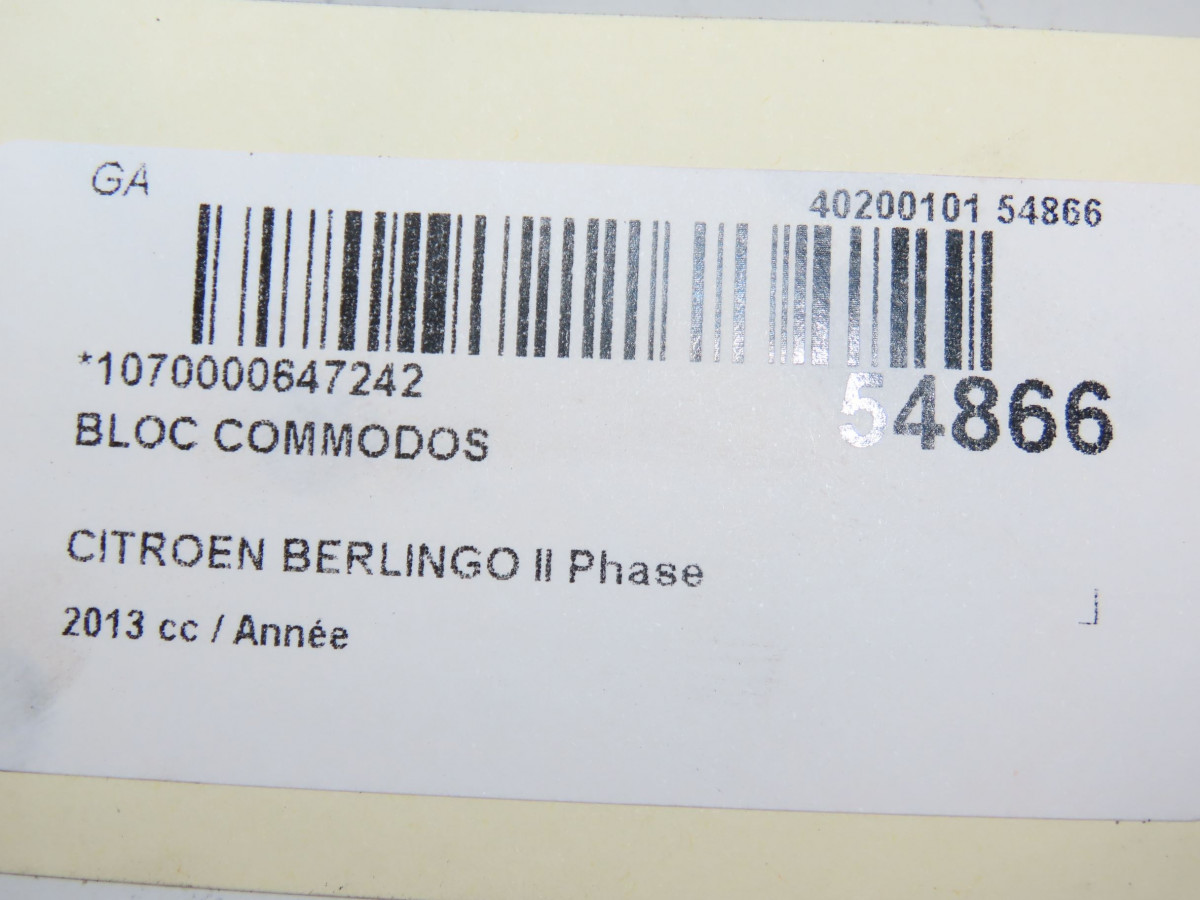 GA
40200101 54866
*1070000647242
54866
BLOC COMMODOS
CITROEN BERLINGO II Phase
2013 cc / Année